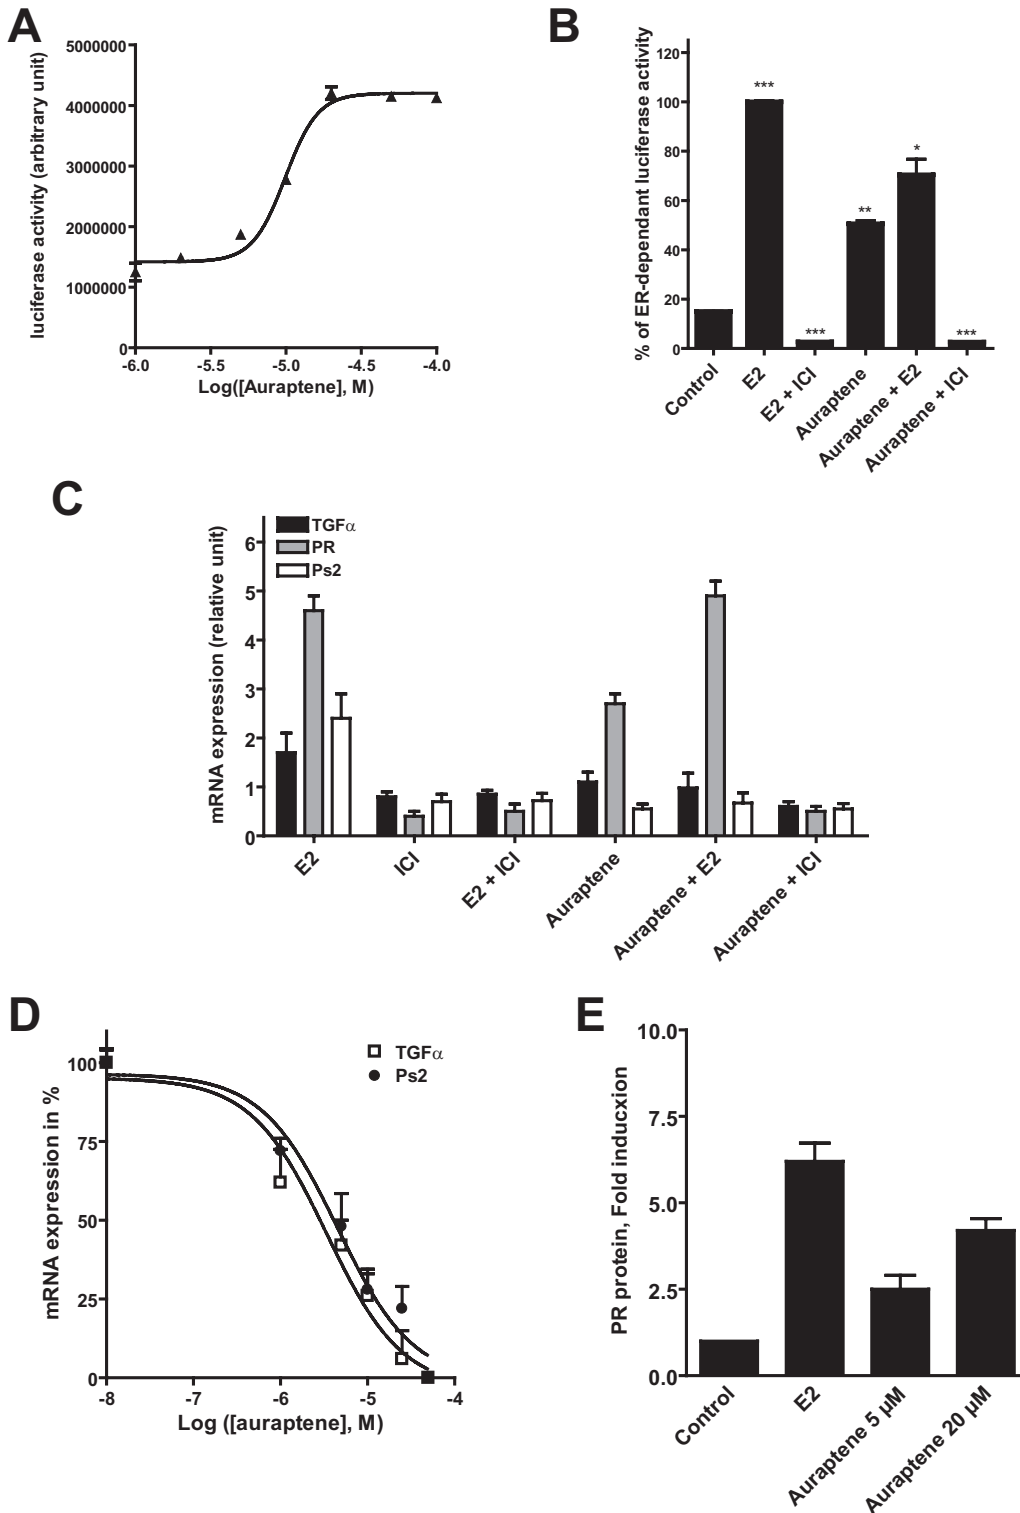 A
luciferase activity (arbitrary unit)
5000000
4000000
3000000
2000000
1000000
0
-6.0 -5.5 -5.0 -4.5 -4.0
Log([Auraptene], M)
B
% of ER-dependant luciferase activity
120
100
80
60
40
20
0
***
***
**
*
***
Control
E2
E2 + ICI
Auraptene
Auraptene + E2
Auraptene + ICI
C
mRNA expression (relative unit)
TGFα
PR
Ps2
6
5
4
3
2
1
0
E2
ICI
E2 + ICI
Auraptene
Auraptene + E2
Auraptene + ICI
D
mRNA expression in %
100
75
50
25
0
TGFα
Ps2
-8 -7 -6 -5 -4
Log ([auraptene], M)
E
PR protein, Fold inducxion
10.0
7.5
5.0
2.5
0.0
Control
E2
Auraptene 5 µM
Auraptene 20 µM